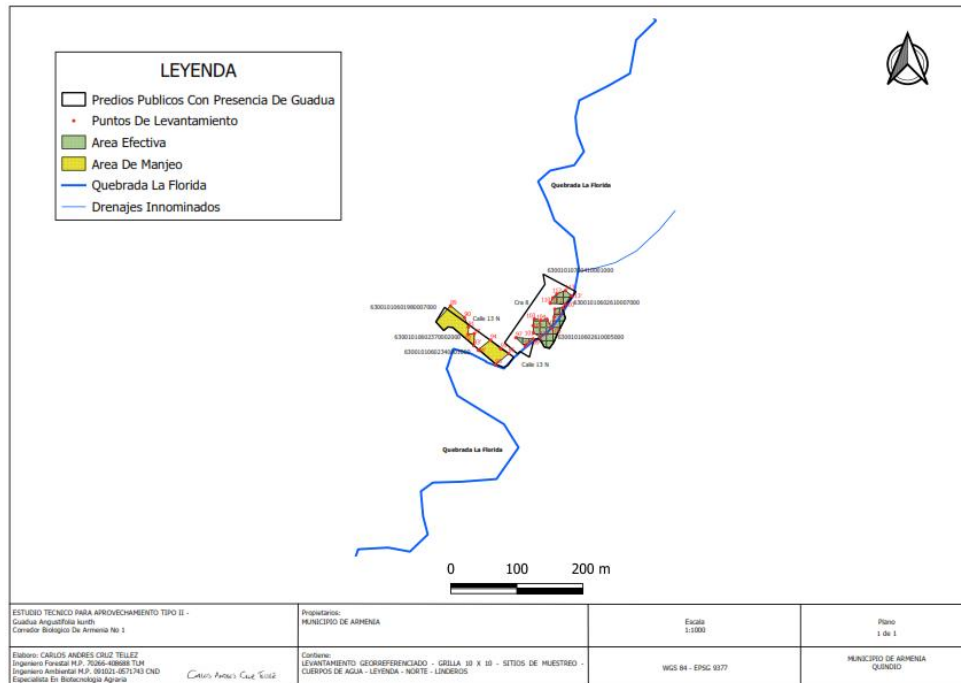 LEYENDA
Predios Publicos Con Presencia De Guadua
Puntos De Levantamiento
Area Efectiva
Area De Manjeo
Quebrada La Florida
Drenajes Innominados
Quebrada La Florida
Cra 8
Calle 13 N
Calle 13 N
Quebrada La Florida
0 100 200 m
ESTUDIO TECNICO PARA APROVECHAMIENTO TIPO II -
Guadua Angustifolia kunth
Corredor Biologico De Armenia No 1
Propietarios:
MUNICIPIO DE ARMENIA
Escala
1:1000
Plano
1 de 1
Elaboro: CARLOS ANDRES CRUZ TELLEZ
Ingeniero Forestal M.P. 70266-408688 TLM
Ingeniero Ambiental M.P. 091021-0571743 CND
Especialista En Biotecnologia Agraria
Carlos Andres Cruz Tellez
Contiene:
LEVANTAMIENTO GEORREFERENCIADO - GRILLA 10 X 10 - SITIOS DE MUESTREO -
CUERPOS DE AGUA - LEYENDA - NORTE - LINDEROS
WGS 84 - EPSG 9377
MUNICIPIO DE ARMENIA
QUINDIO